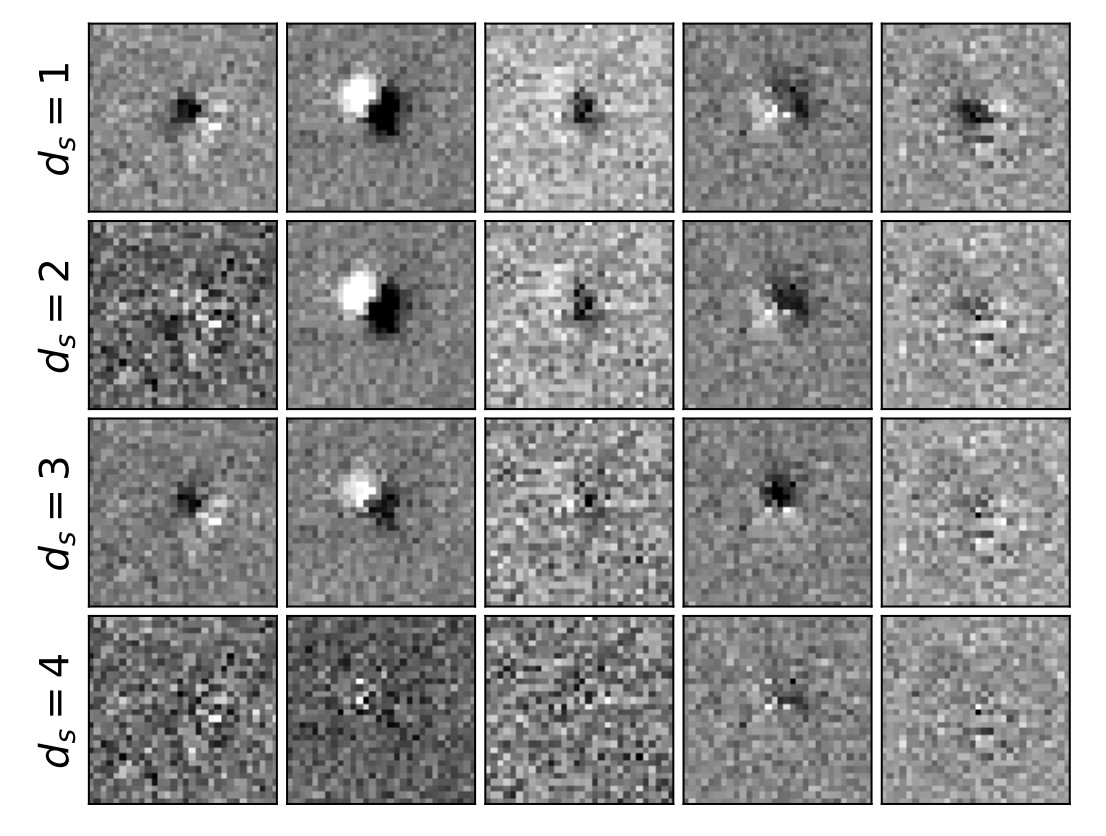 d_s = 1
d_s = 2
d_s = 3
d_s = 4